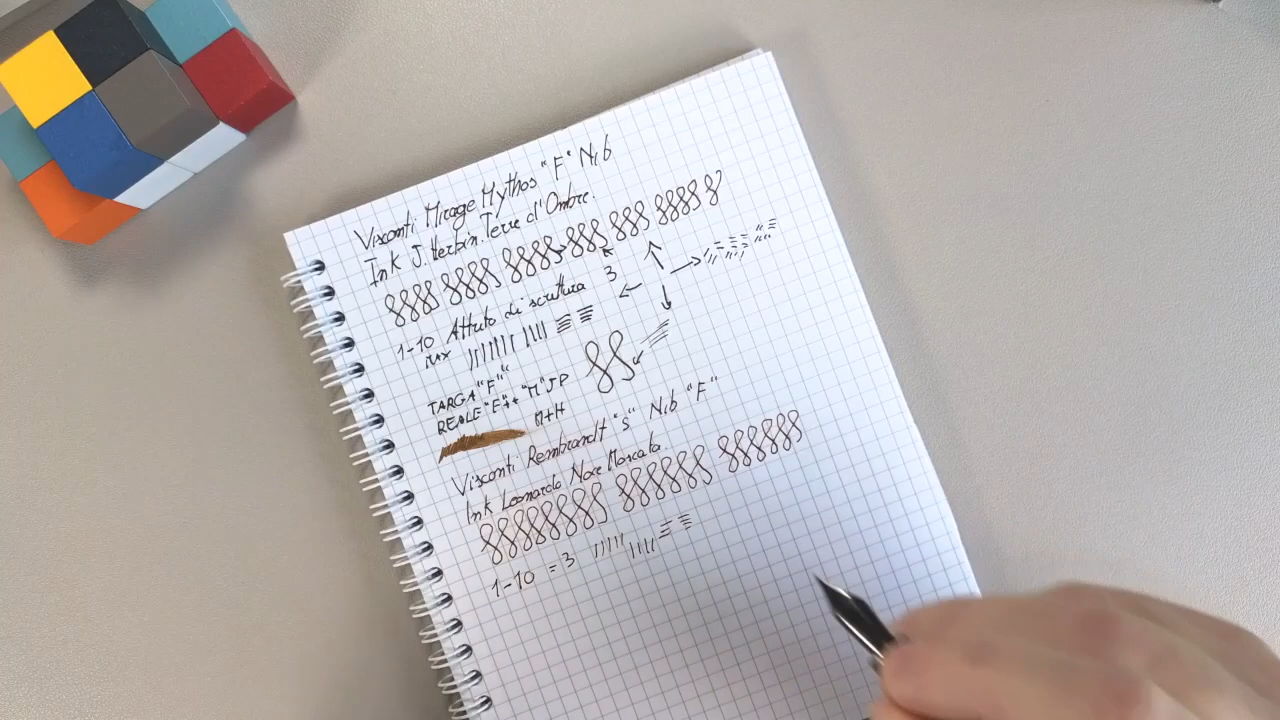 Visconti Mirage Mythos "F" Nib
Ink J. Herbin. Terre d'Ombre.
1-10 Attrito di scrittura 3
TARGA "F"
REALE "F"++ "M" JP
M+H
Visconti Rembrandt "s" Nib "F"
Ink Leonardo Noce Moscata
1-10 = 3